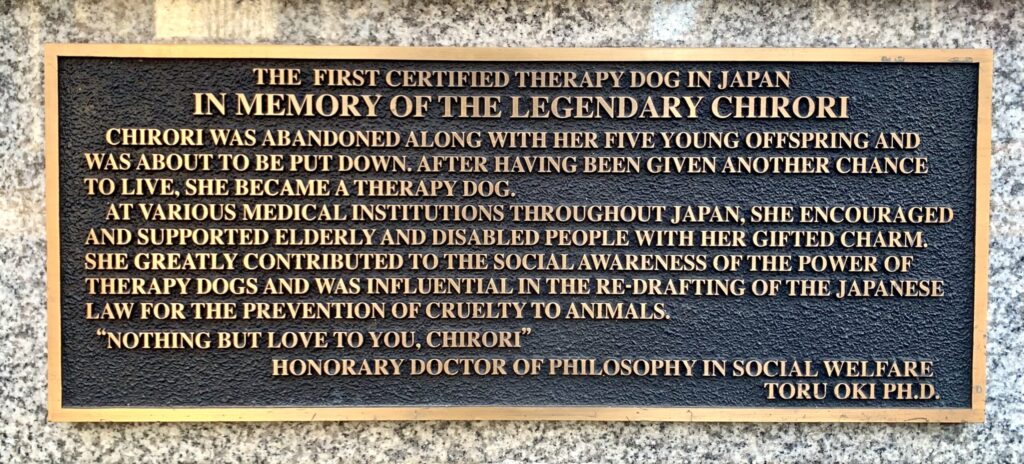 THE FIRST CERTIFIED THERAPY DOG IN JAPAN
IN MEMORY OF THE LEGENDARY CHIRORI
CHIRORI WAS ABANDONED ALONG WITH HER FIVE YOUNG OFFSPRING AND
WAS ABOUT TO BE PUT DOWN. AFTER HAVING BEEN GIVEN ANOTHER CHANCE
TO LIVE, SHE BECAME A THERAPY DOG.
AT VARIOUS MEDICAL INSTITUTIONS THROUGHOUT JAPAN, SHE ENCOURAGED
AND SUPPORTED ELDERLY AND DISABLED PEOPLE WITH HER GIFTED CHARM.
SHE GREATLY CONTRIBUTED TO THE SOCIAL AWARENESS OF THE POWER OF
THERAPY DOGS AND WAS INFLUENTIAL IN THE RE-DRAFTING OF THE JAPANESE
LAW FOR THE PREVENTION OF CRUELTY TO ANIMALS.
“NOTHING BUT LOVE TO YOU, CHIRORI”
HONORARY DOCTOR OF PHILOSOPHY IN SOCIAL WELFARE
TORU OKI PH.D.